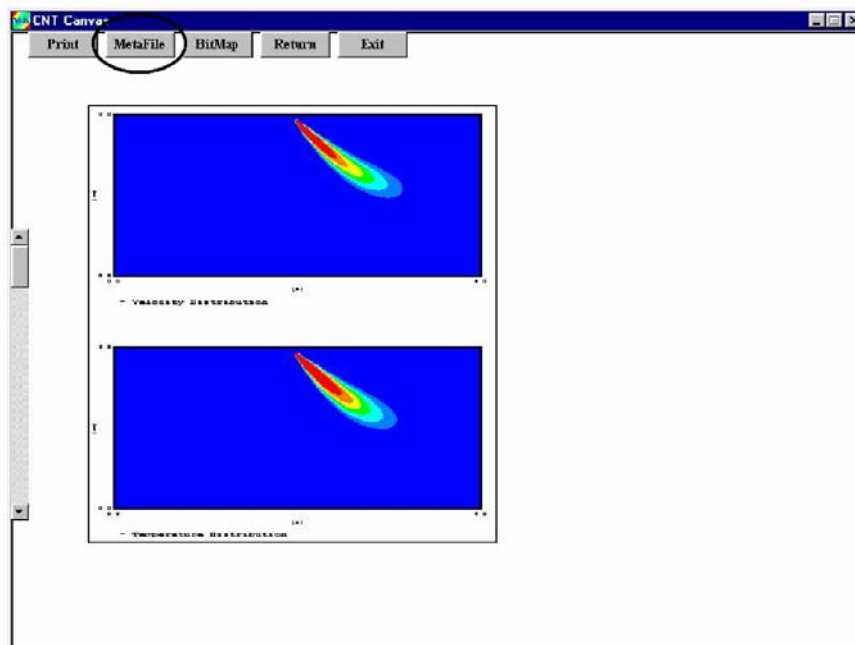 CNT Canvas
Print MetaFile BitMap Return Exit
- Velocity Distribution
- Temperature Distribution